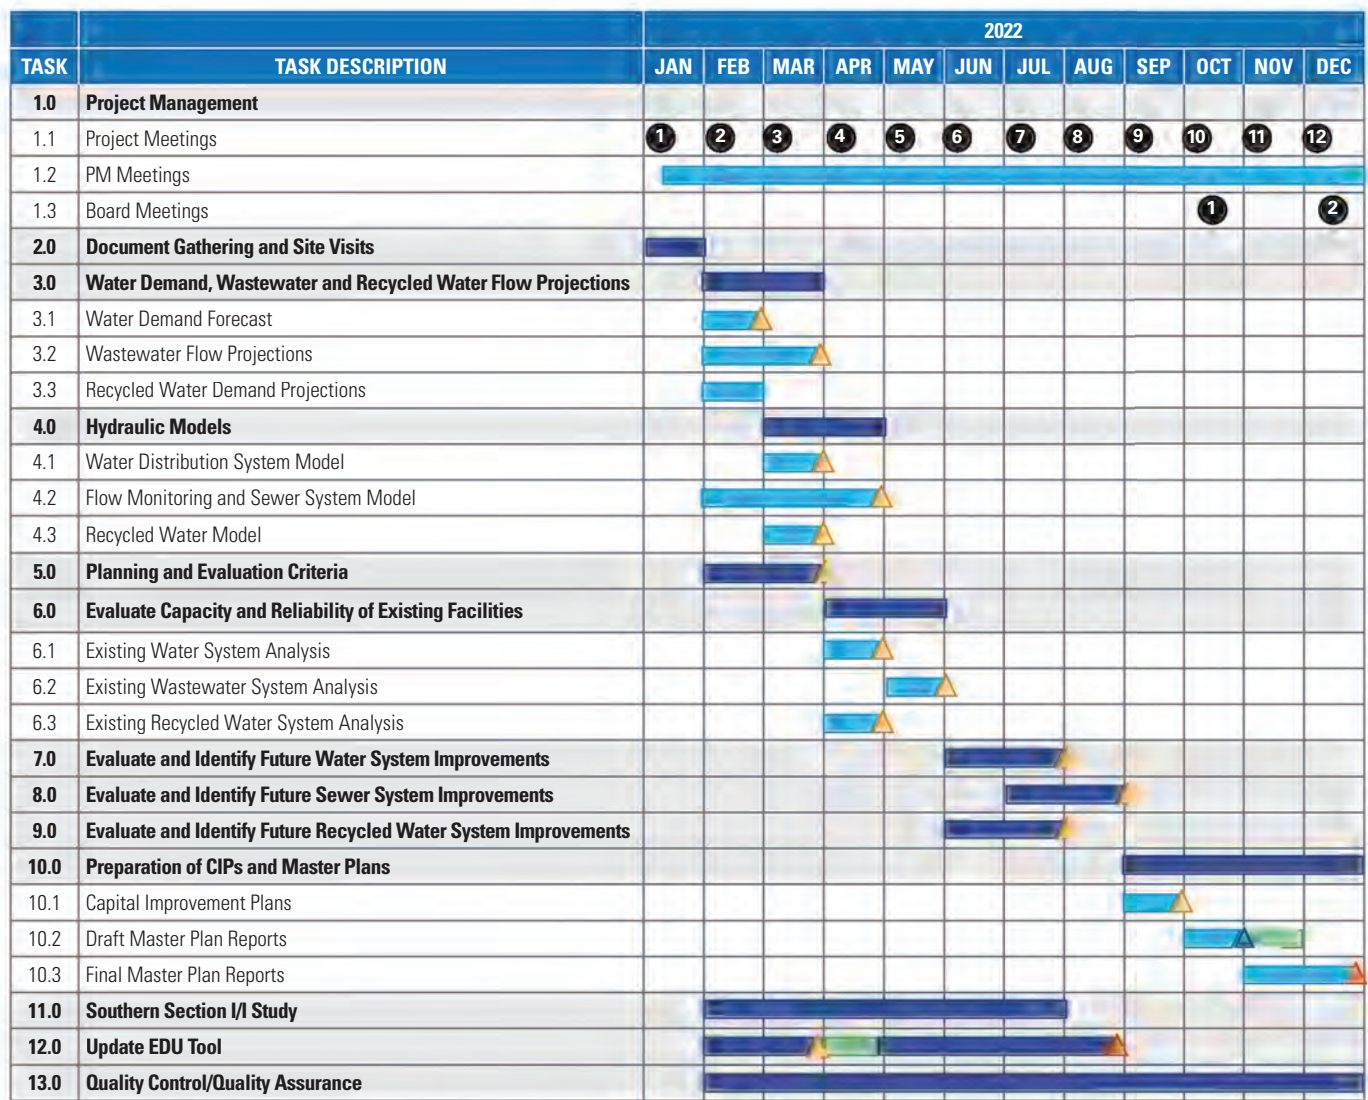 2022
TASK TASK DESCRIPTION JAN FEB MAR APR MAY JUN JUL AUG SEP OCT NOV DEC
1.0 Project Management
1.1 Project Meetings 1 2 3 4 5 6 7 8 9 10 11 12
1.2 PM Meetings
1.3 Board Meetings 1 2
2.0 Document Gathering and Site Visits
3.0 Water Demand, Wastewater and Recycled Water Flow Projections
3.1 Water Demand Forecast
3.2 Wastewater Flow Projections
3.3 Recycled Water Demand Projections
4.0 Hydraulic Models
4.1 Water Distribution System Model
4.2 Flow Monitoring and Sewer System Model
4.3 Recycled Water Model
5.0 Planning and Evaluation Criteria
6.0 Evaluate Capacity and Reliability of Existing Facilities
6.1 Existing Water System Analysis
6.2 Existing Wastewater System Analysis
6.3 Existing Recycled Water System Analysis
7.0 Evaluate and Identify Future Water System Improvements
8.0 Evaluate and Identify Future Sewer System Improvements
9.0 Evaluate and Identify Future Recycled Water System Improvements
10.0 Preparation of CIPs and Master Plans
10.1 Capital Improvement Plans
10.2 Draft Master Plan Reports
10.3 Final Master Plan Reports
11.0 Southern Section I/I Study
12.0 Update EDU Tool
13.0 Quality Control/Quality Assurance